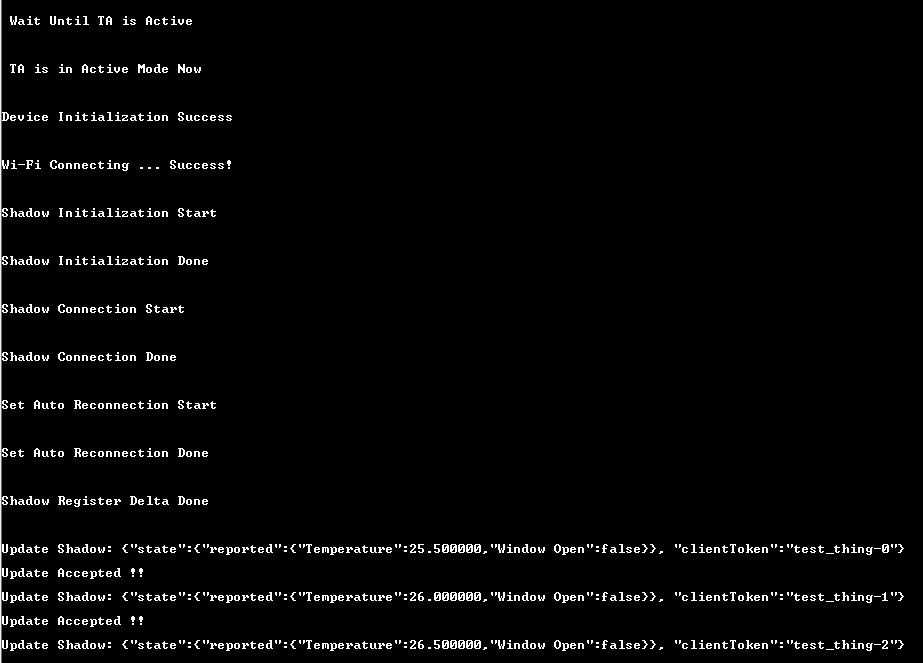 Wait Until TA is Active
TA is in Active Mode Now
Device Initialization Success
Wi-Fi Connecting ... Success!
Shadow Initialization Start
Shadow Initialization Done
Shadow Connection Start
Shadow Connection Done
Set Auto Reconnection Start
Set Auto Reconnection Done
Shadow Register Delta Done
Update Shadow: {"state":{"reported":{"Temperature":25.500000,"Window Open":false}}, "clientToken":"test_thing-0"}
Update Accepted !!
Update Shadow: {"state":{"reported":{"Temperature":26.000000,"Window Open":false}}, "clientToken":"test_thing-1"}
Update Accepted !!
Update Shadow: {"state":{"reported":{"Temperature":26.500000,"Window Open":false}}, "clientToken":"test_thing-2"}